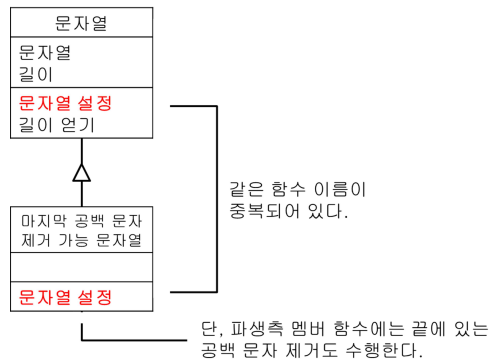 문자열
문자열
길이
문자열 설정
길이 얻기
같은 함수 이름이
중복되어 있다.
마지막 공백 문자
제거 가능 문자열
문자열 설정
단, 파생측 멤버 함수에는 끝에 있는
공백 문자 제거도 수행한다.